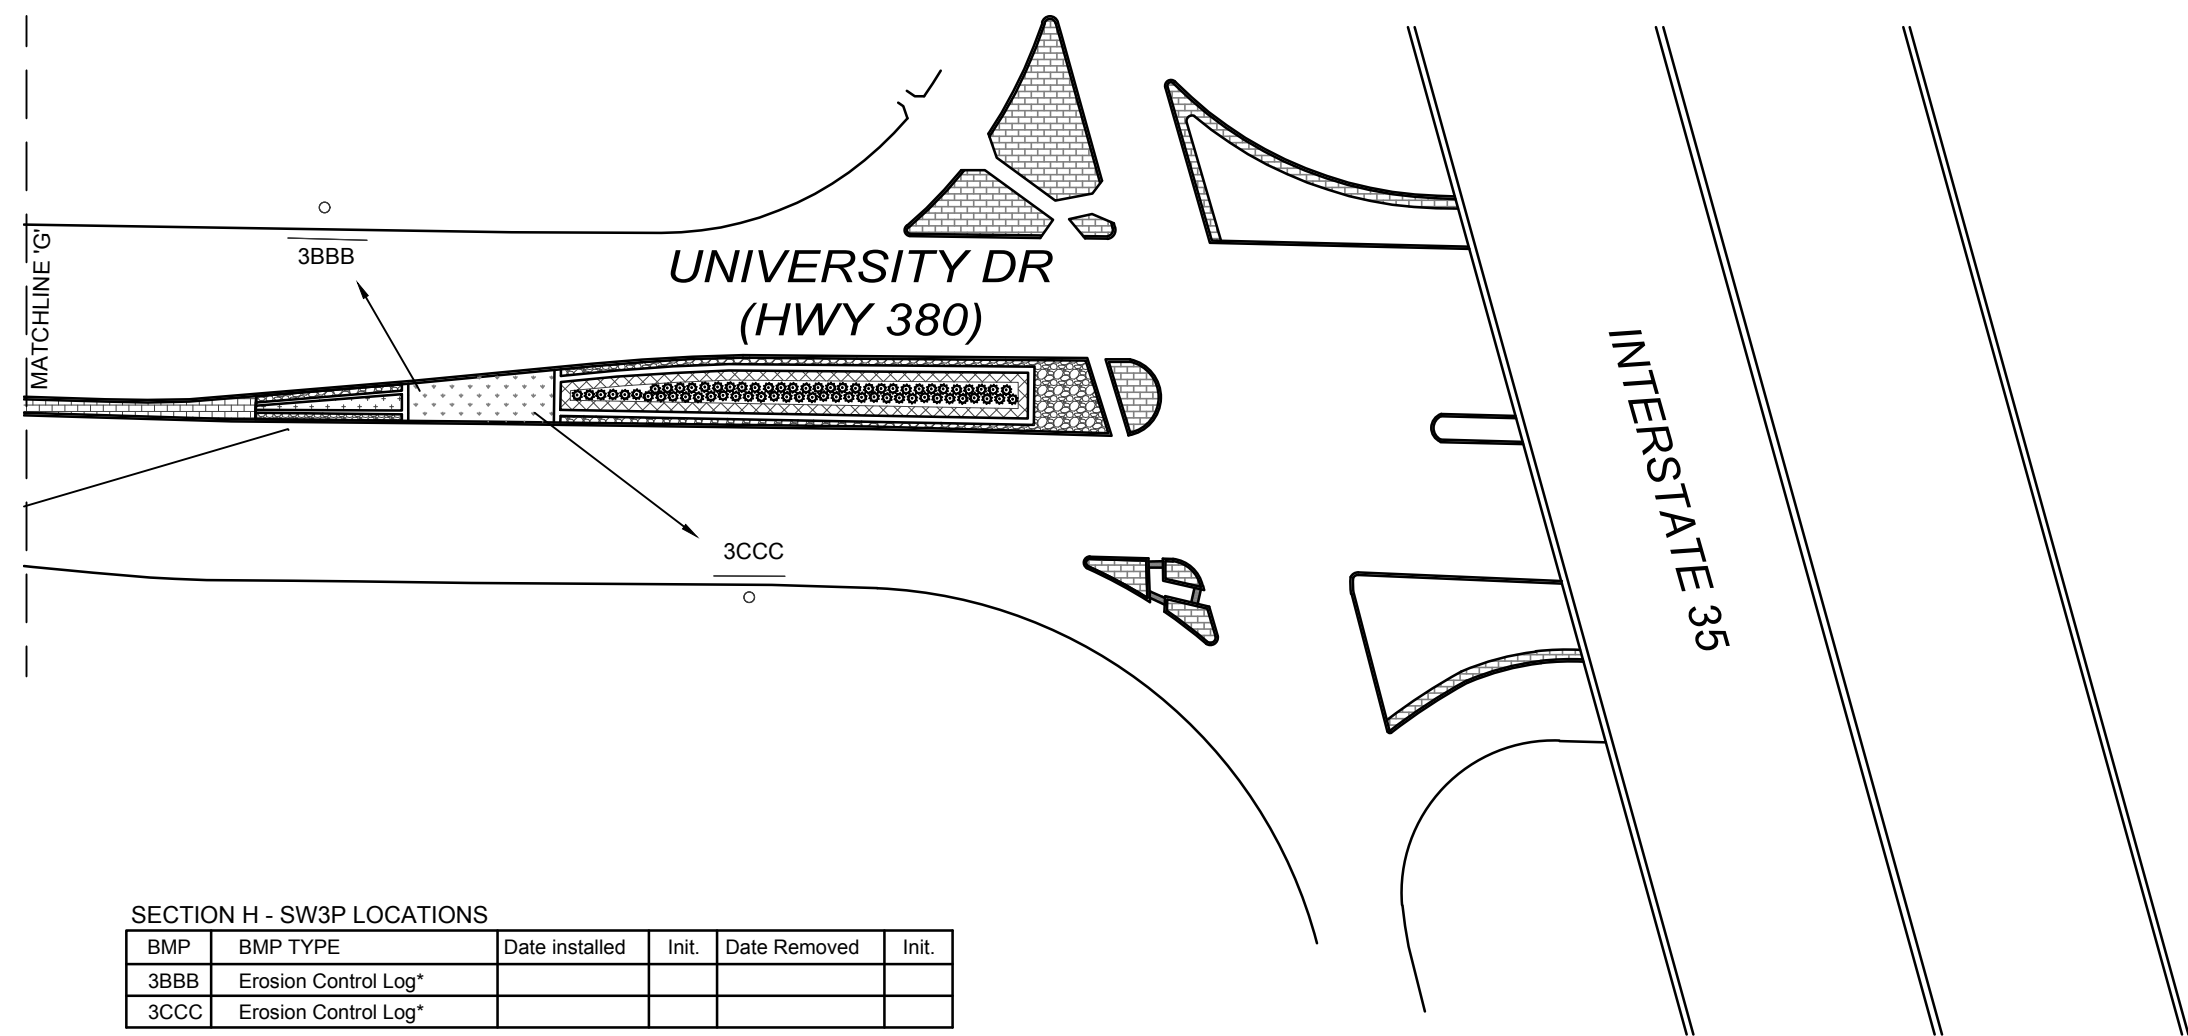 MATCHLINE 'G'
3BBB
UNIVERSITY DR
(HWY 380)
INTERSTATE 35
3CCC
SECTION H - SW3P LOCATIONS
BMP BMP TYPE Date installed Init. Date Removed Init.
3BBB Erosion Control Log*
3CCC Erosion Control Log*